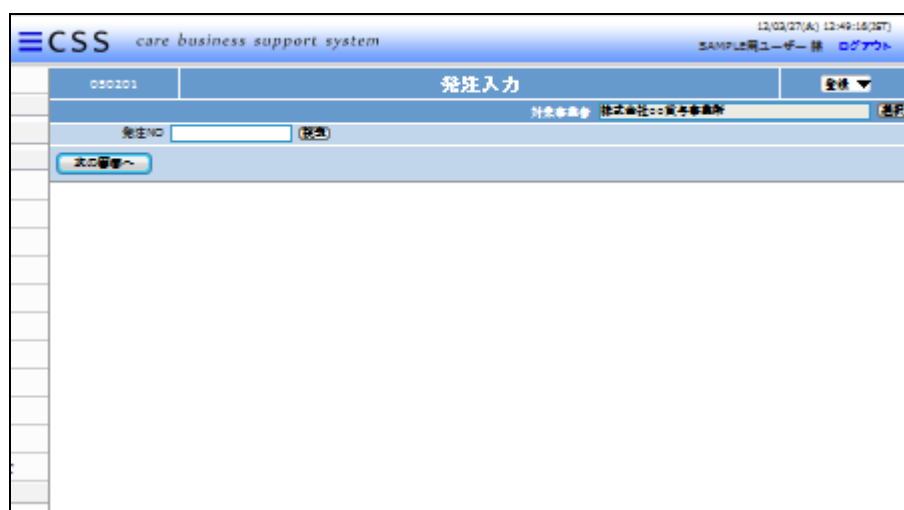 12/03/27(火) 12:49:16(JST)
CSS care business support system
SAMPLE用ユーザー 様 ログアウト
050201 発注入力 登録 ▼
対象事業者 株式会社○○貸与事業所 選択
発注NO 検索
次の画面へ